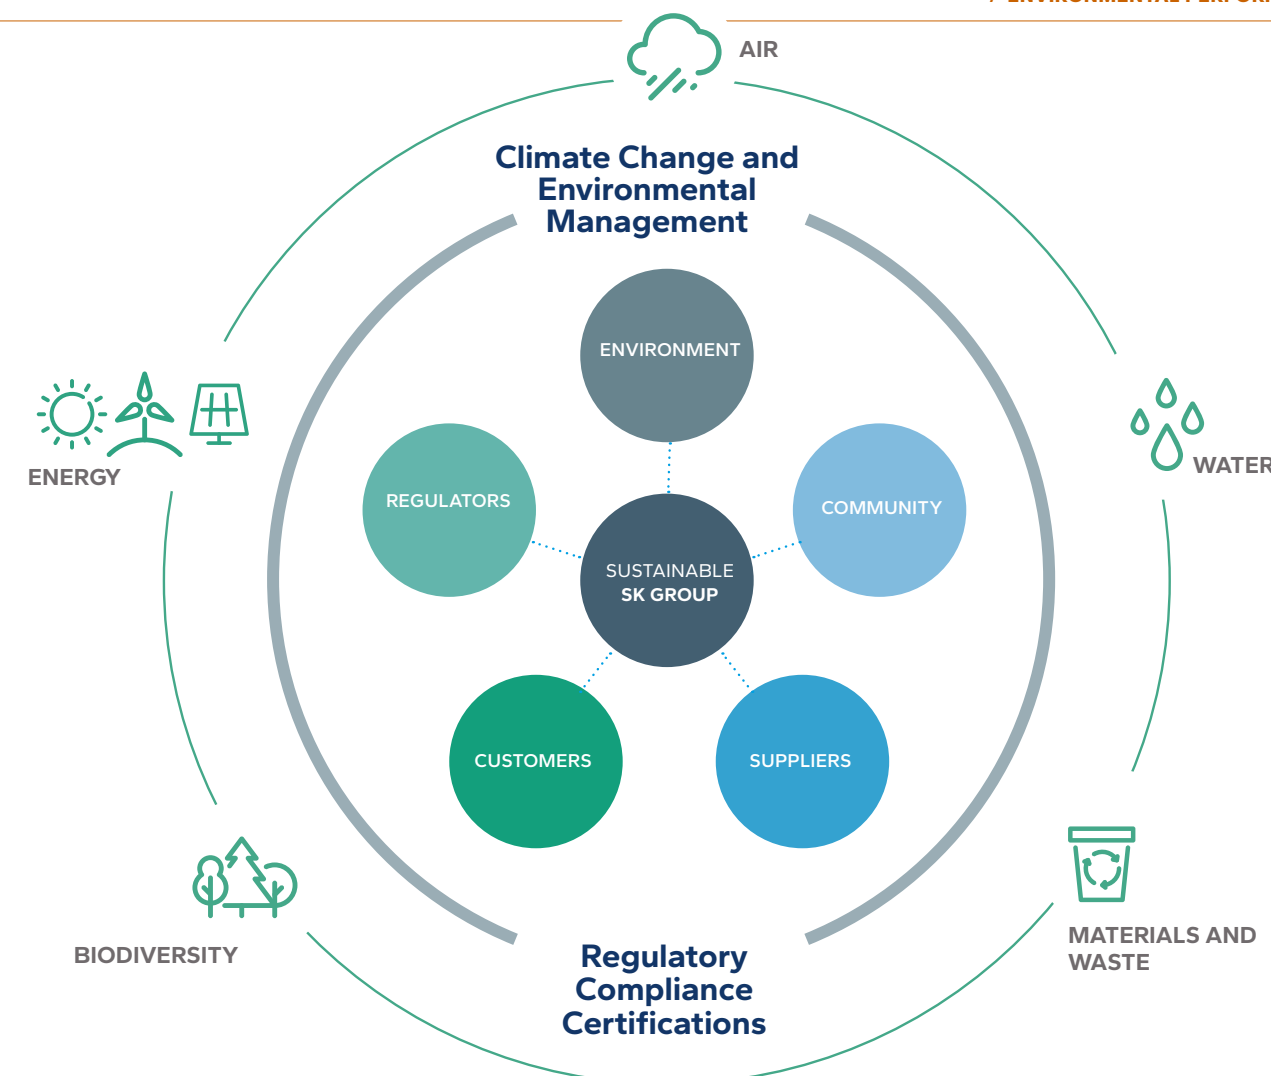 AIR
Climate Change and
Environmental
Management
ENVIRONMENT
WATER
ENERGY
REGULATORS
COMMUNITY
SUSTAINABLE
SK GROUP
CUSTOMERS
SUPPLIERS
BIODIVERSITY
MATERIALS AND
WASTE
Regulatory
Compliance
Certifications